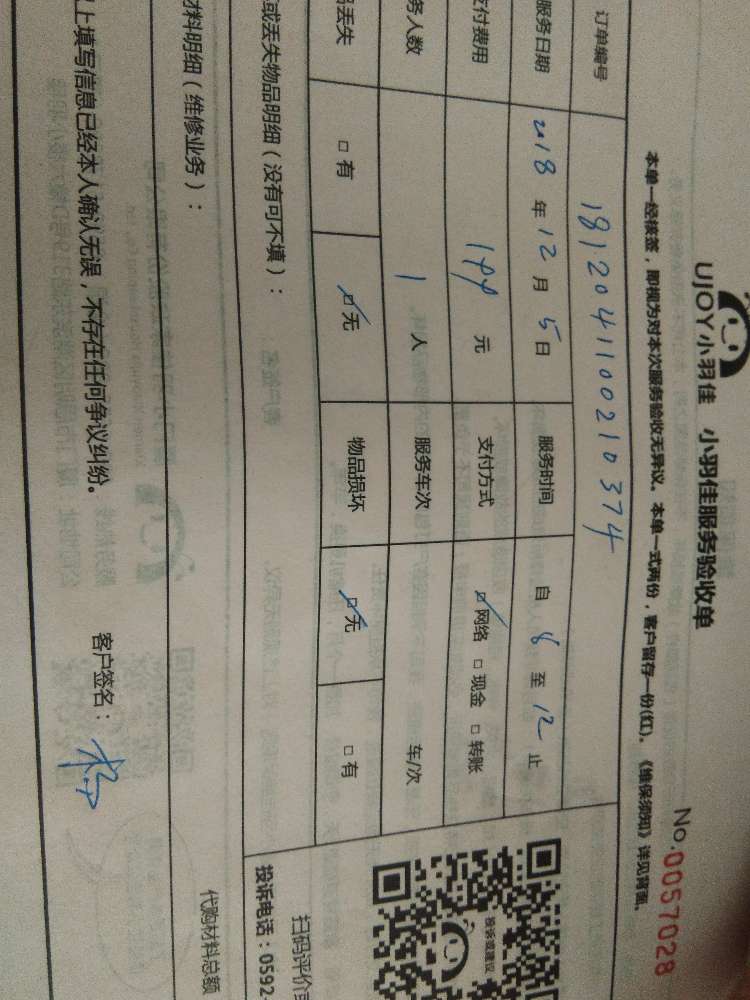 UJOY小羽佳 小羽佳服务验收单
No.0057028
本单一经核签，即视为对本次服务验收无异议。本单一式两份，客户留存一份(红)。《维保须知》详见背面。
订单编号 1812041100210374
服务日期 2018 年 12 月 5 日 服务时间 自 8 至 12 止
支付费用 元 支付方式 网络 □ 现金 □ 转账
务人数 1 人 服务车次 车/次
丢失 □ 有 □ 无 物品损坏 □ 无 □ 有
或丢失物品明细（没有可不填）：
扫码评价
投诉建议
投诉电话：0592-
材料明细（维修业务）：
代购材料总额
上填写信息已经本人确认无误，不存在任何争议纠纷。
客户签名：